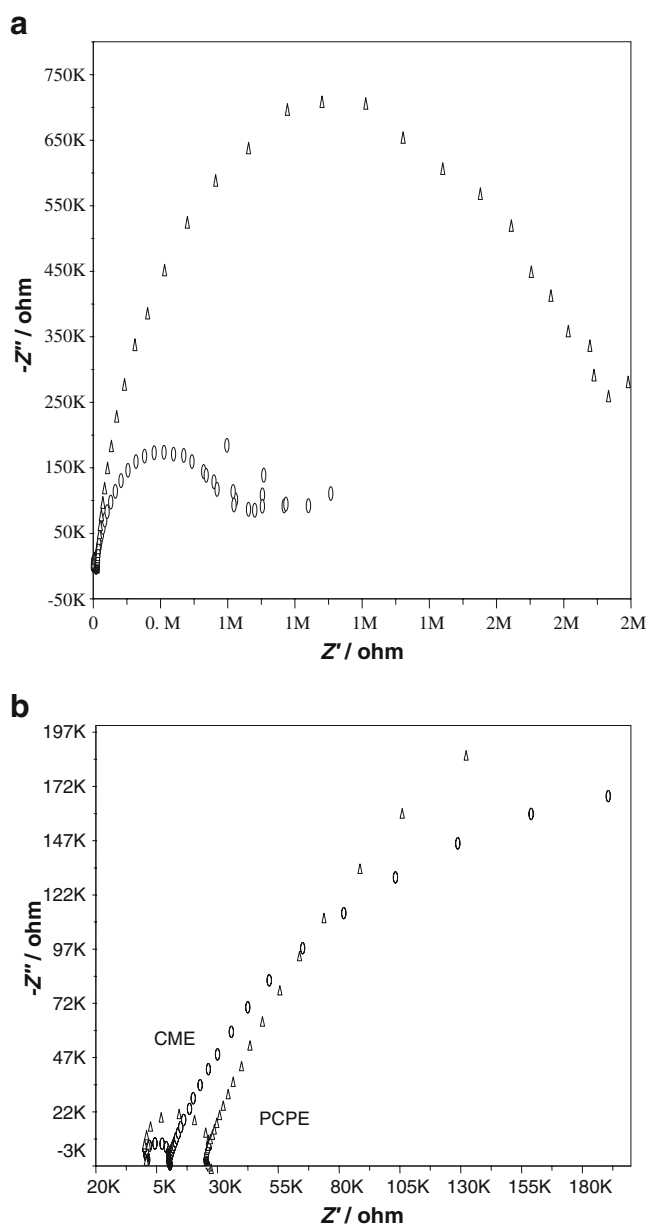 a
750K
650K
550K
450K
350K
250K
150K
50K
-50K
-Z'' / ohm
0 0. M 1M 1M 1M 1M 2M 2M 2M
Z' / ohm
b
197K
172K
147K
122K
97K
72K
47K
22K
-3K
-Z'' / ohm
CME
PCPE
20K 5K 30K 55K 80K 105K 130K 155K 180K
Z' / ohm